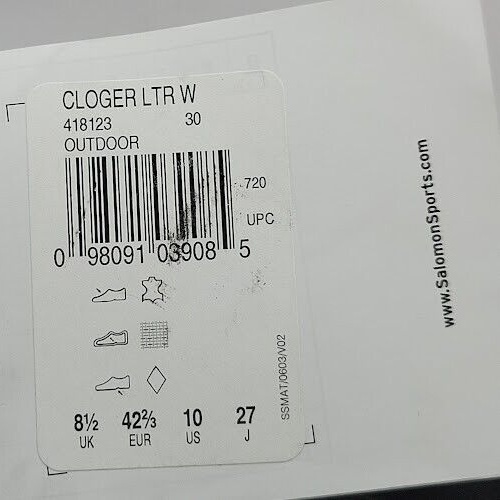 CLOGER LTR W
418123 30
OUTDOOR
720
UPC
0 98091 03908 5
8½ 42⅔ 10 27
UK EUR US J
SSMAT/0603/V02
www.SalomonSports.com